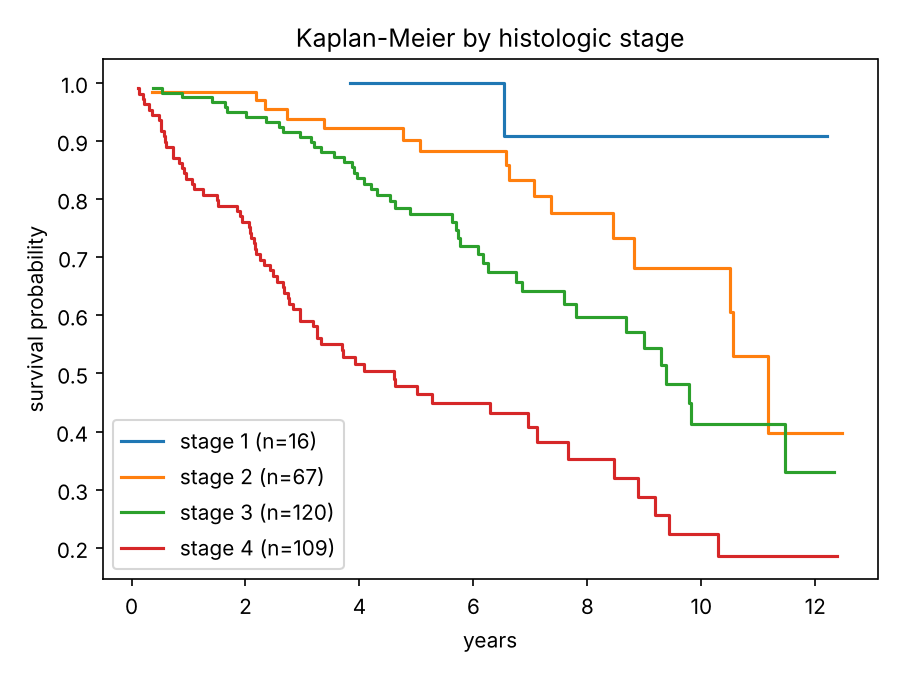 Kaplan-Meier by histologic stage
survival probability
1.0
0.9
0.8
0.7
0.6
0.5
0.4
0.3
0.2
stage 1 (n=16)
stage 2 (n=67)
stage 3 (n=120)
stage 4 (n=109)
0 2 4 6 8 10 12
years